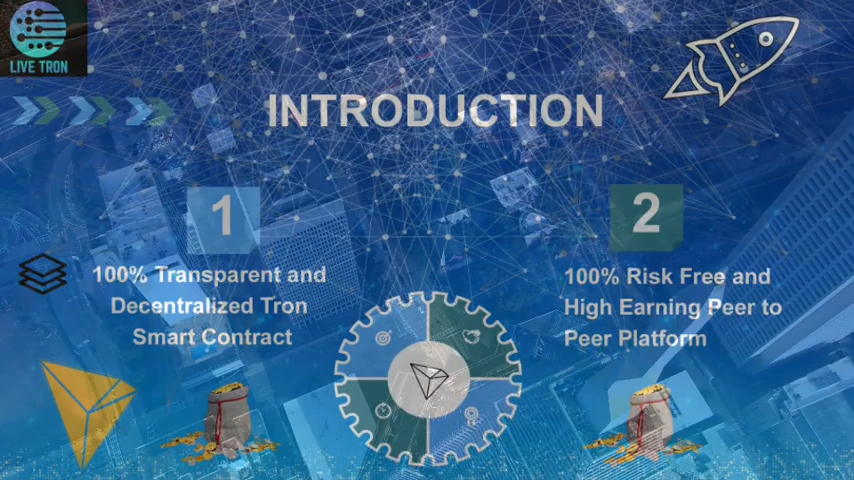 LIVE TRON
INTRODUCTION
1
100% Transparent and
Decentralized Tron
Smart Contract
2
100% Risk Free and
High Earning Peer to
Peer Platform